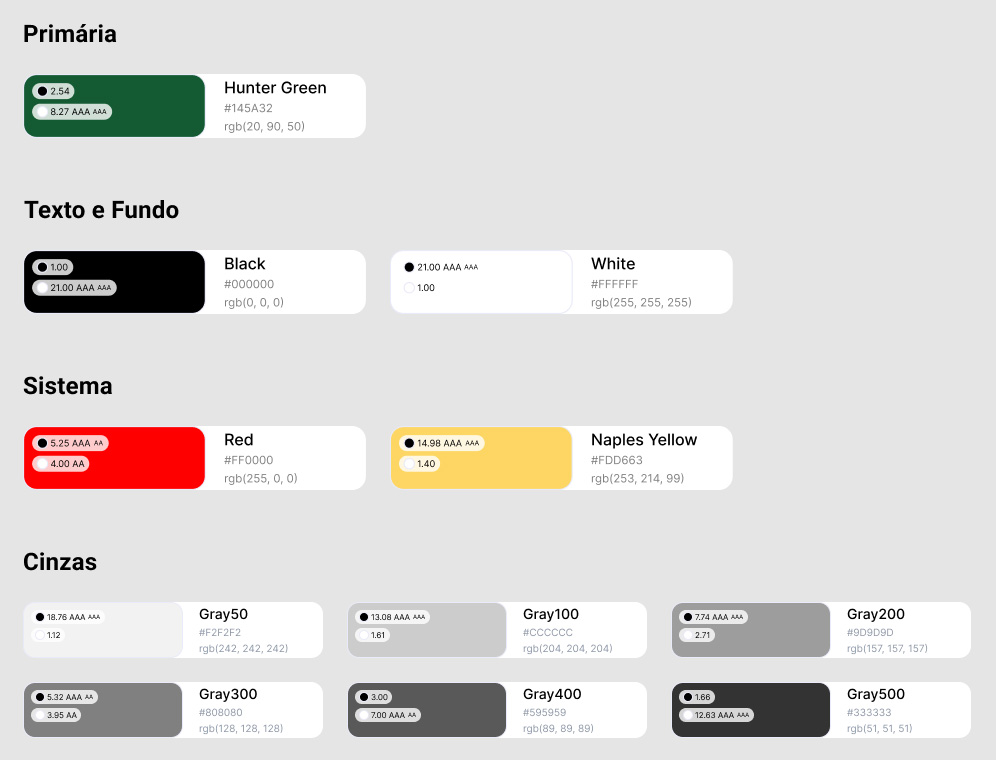 Primária
2.54
8.27 AAA AAA
Hunter Green
#145A32
rgb(20, 90, 50)
Texto e Fundo
1.00
21.00 AAA AAA
Black
#000000
rgb(0, 0, 0)
21.00 AAA AAA
1.00
White
#FFFFFF
rgb(255, 255, 255)
Sistema
5.25 AAA AA
4.00 AA
Red
#FF0000
rgb(255, 0, 0)
14.98 AAA AAA
1.40
Naples Yellow
#FDD663
rgb(253, 214, 99)
Cinzas
18.76 AAA AAA
1.12
Gray50
#F2F2F2
rgb(242, 242, 242)
13.08 AAA AAA
1.61
Gray100
#CCCCCC
rgb(204, 204, 204)
7.74 AAA AAA
2.71
Gray200
#9D9D9D
rgb(157, 157, 157)
5.32 AAA AA
3.95 AA
Gray300
#808080
rgb(128, 128, 128)
3.00
7.00 AAA AA
Gray400
#595959
rgb(89, 89, 89)
1.66
12.63 AAA AAA
Gray500
#333333
rgb(51, 51, 51)